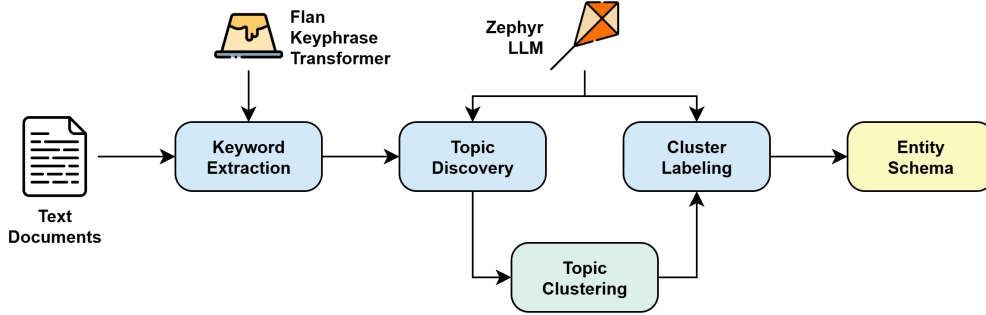 Flan
Keyphrase
Transformer
Zephyr
LLM
Text
Documents
Keyword
Extraction
Topic
Discovery
Cluster
Labeling
Entity
Schema
Topic
Clustering